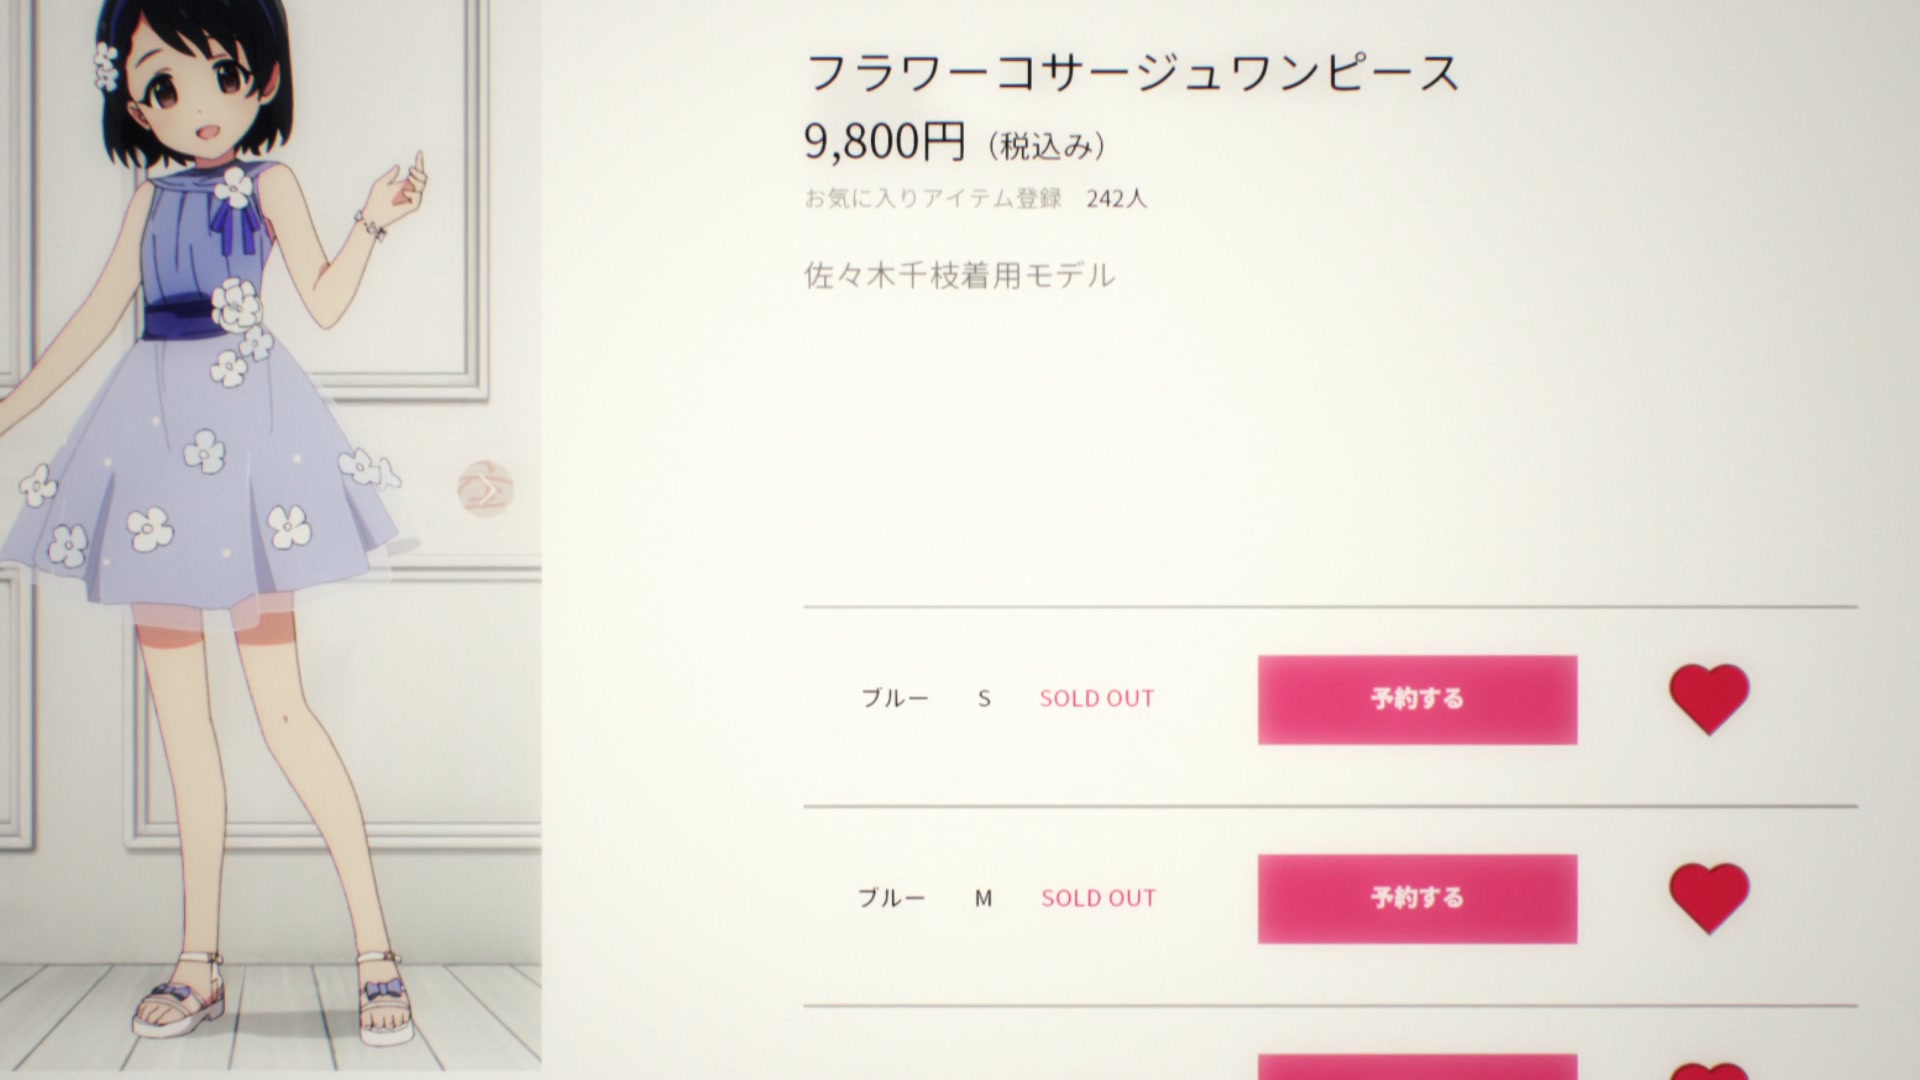 フラワーコサージュワンピース
9,800円（税込み）
お気に入りアイテム登録　242人
佐々木千枝着用モデル
ブルー　S　SOLD OUT　予約する
ブルー　M　SOLD OUT　予約する